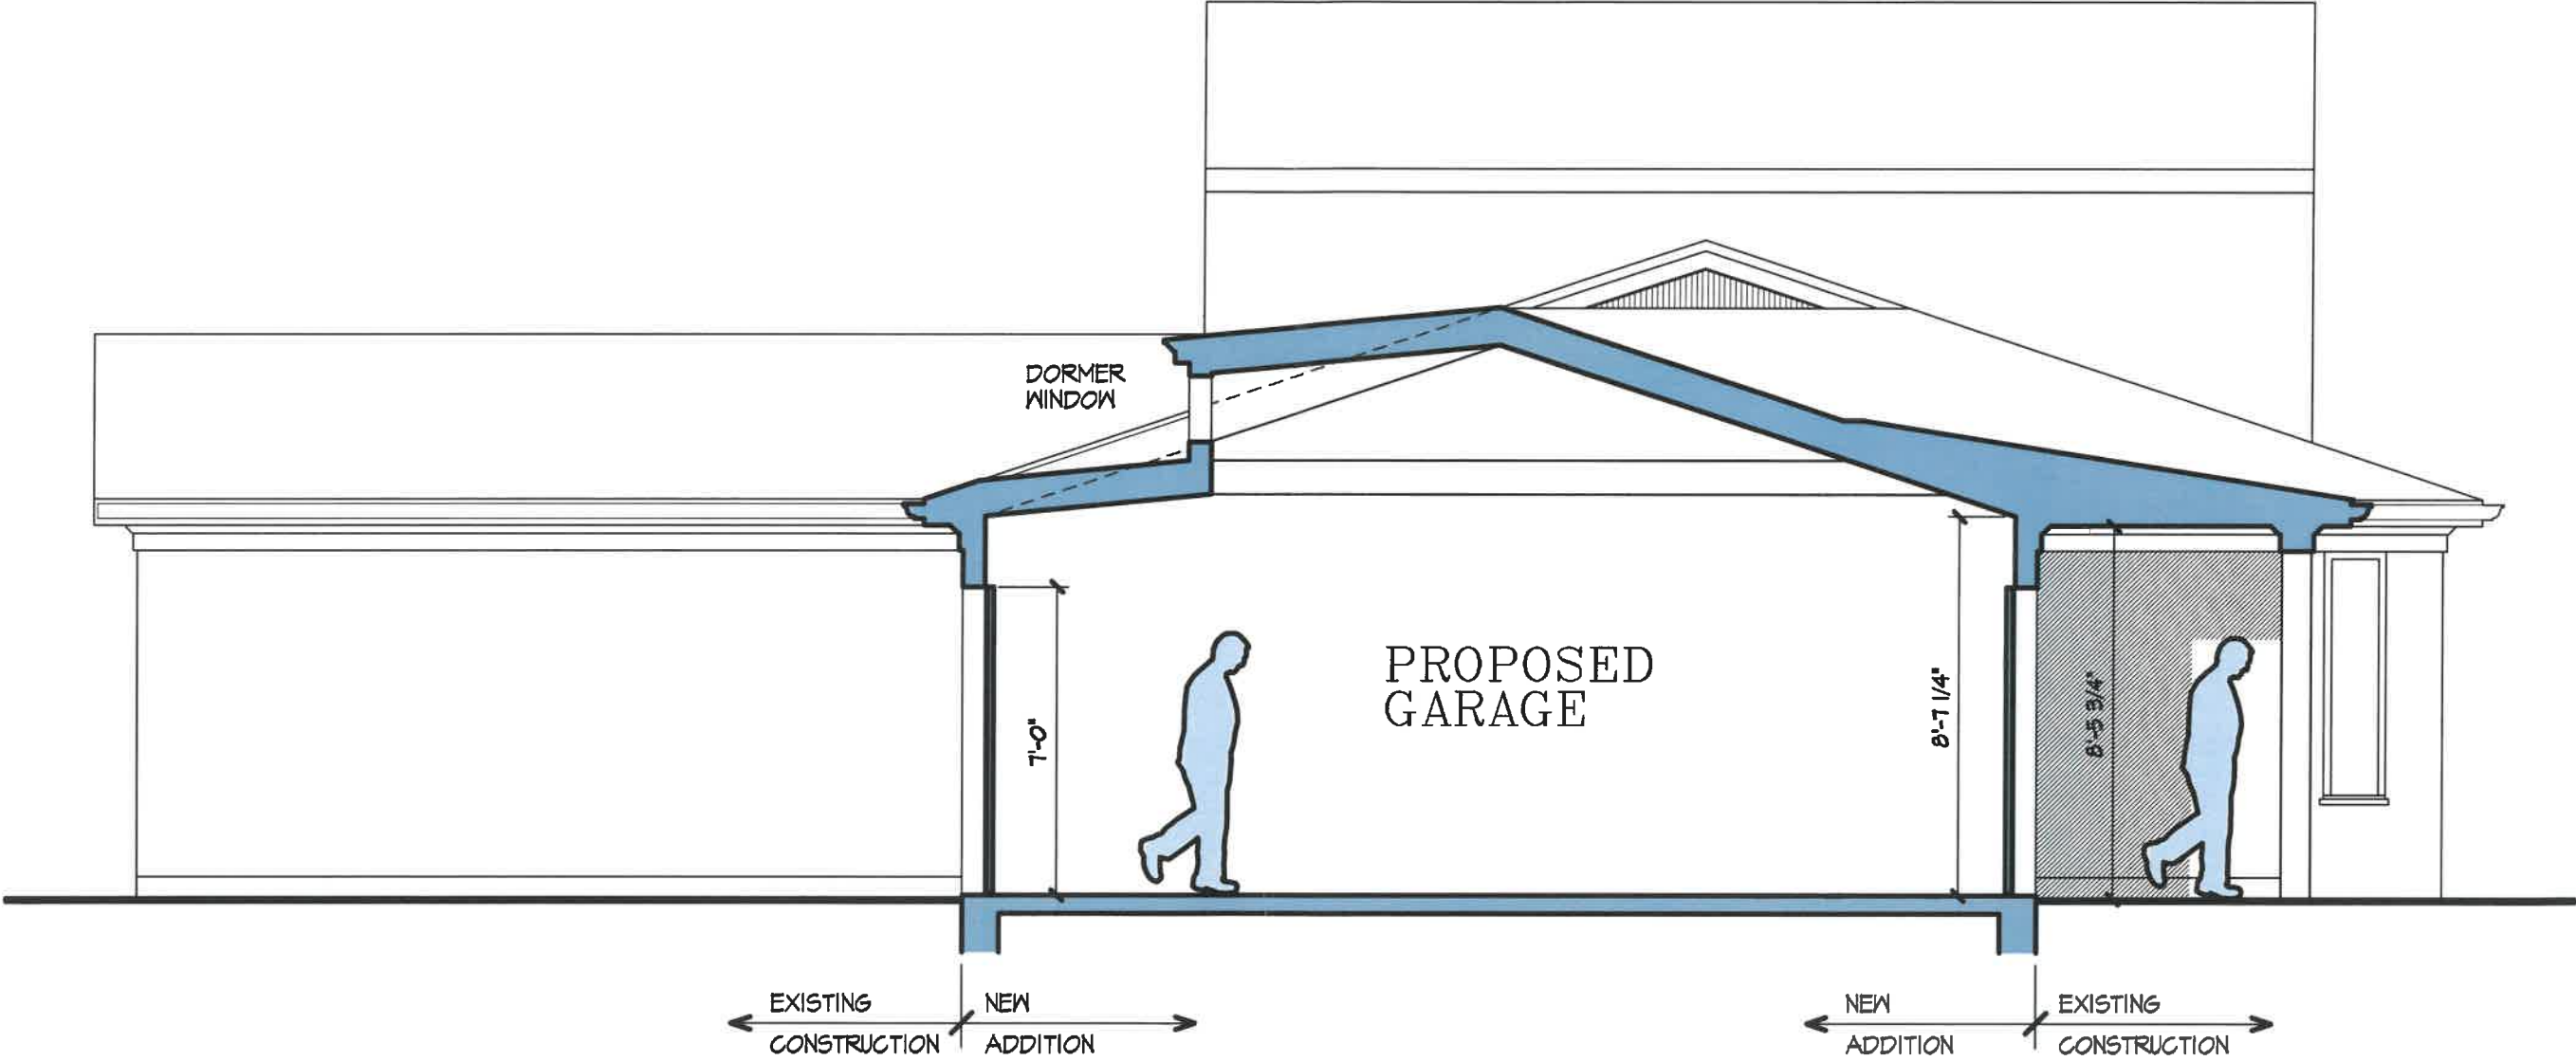 DORMER
WINDOW
PROPOSED
GARAGE
7'-0"
8'-7 1/4"
8'-5 3/4"
EXISTING
CONSTRUCTION
NEW
ADDITION
NEW
ADDITION
EXISTING
CONSTRUCTION